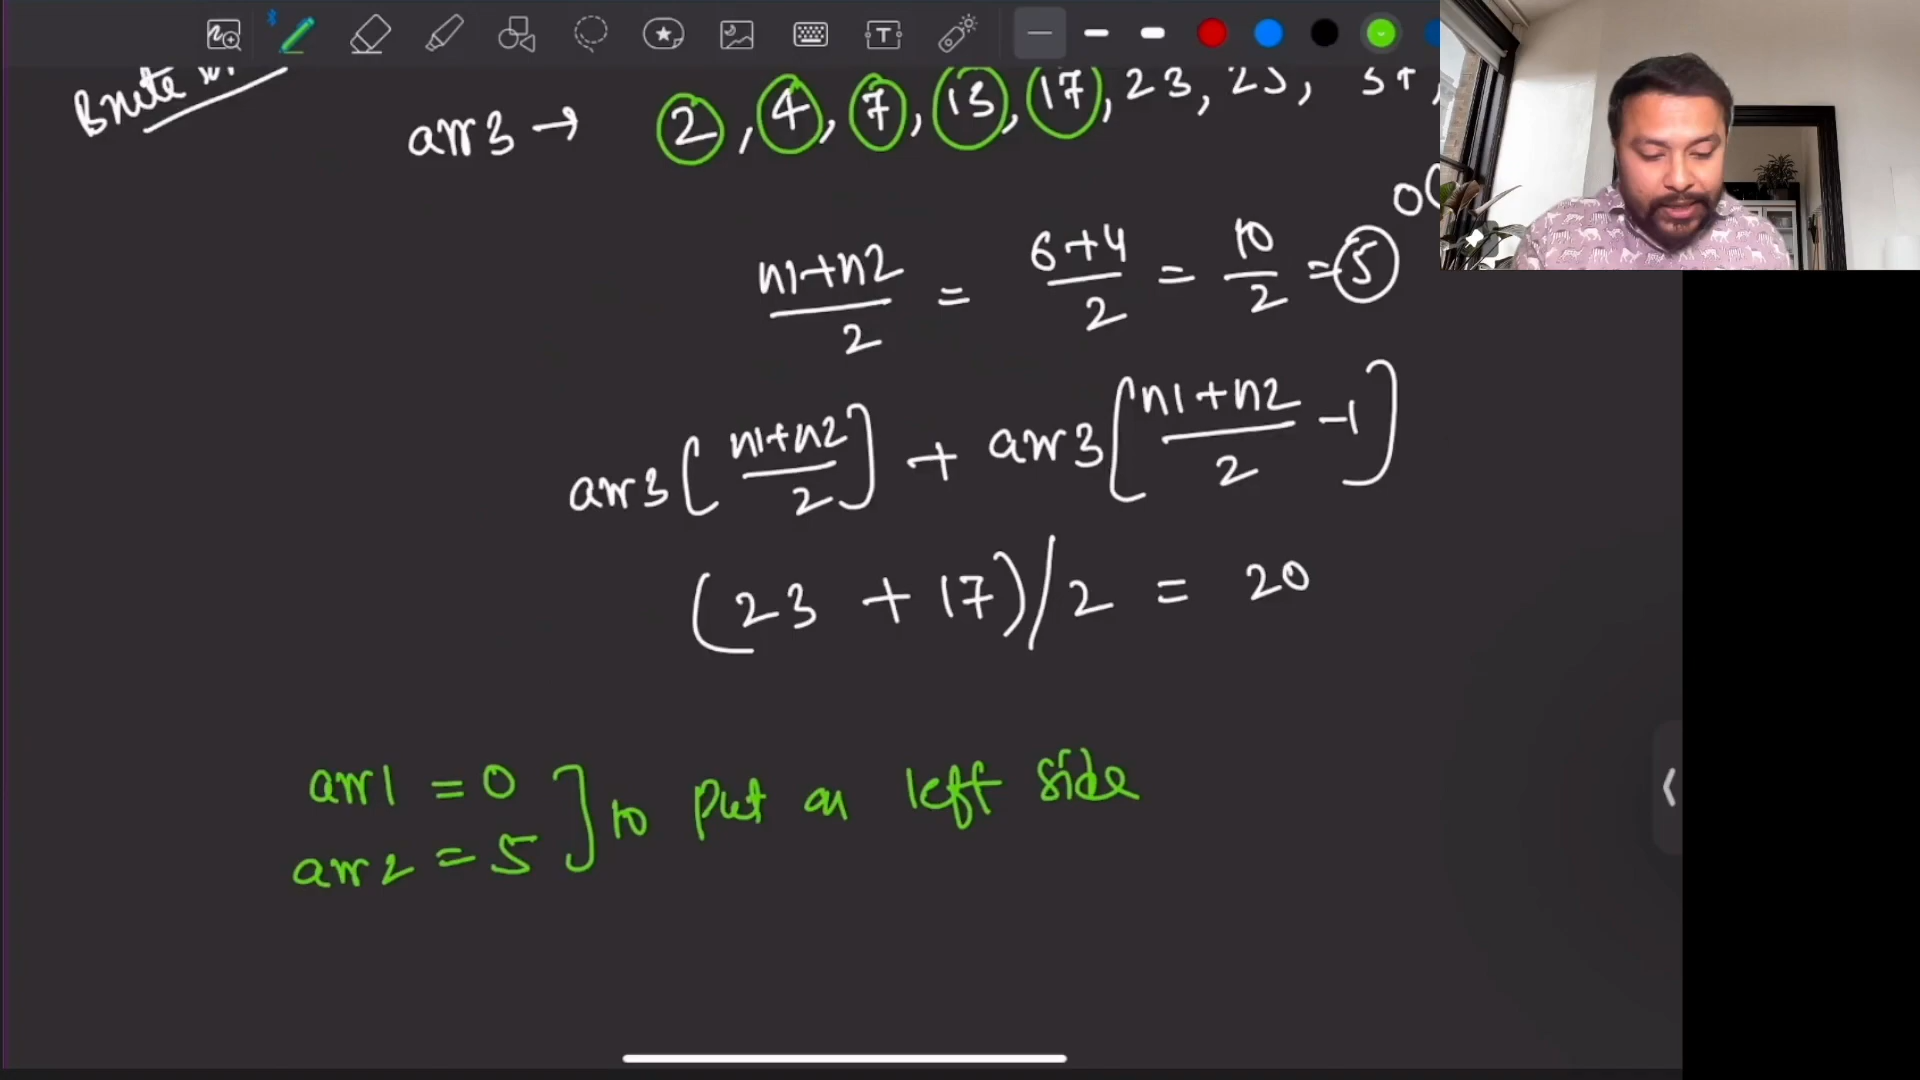 Brute
arr3 → 2, 4, 7, 13, 17, 23, 25,
O(
n1+n2 / 2 = 6+4 / 2 = 10 / 2 = 5
arr3 [ n1+n2 / 2 ] + arr3 [ n1+n2 / 2 - 1 ]
(23 + 17)/2 = 20
arr1 = 0
arr2 = 5 ] to put on left side